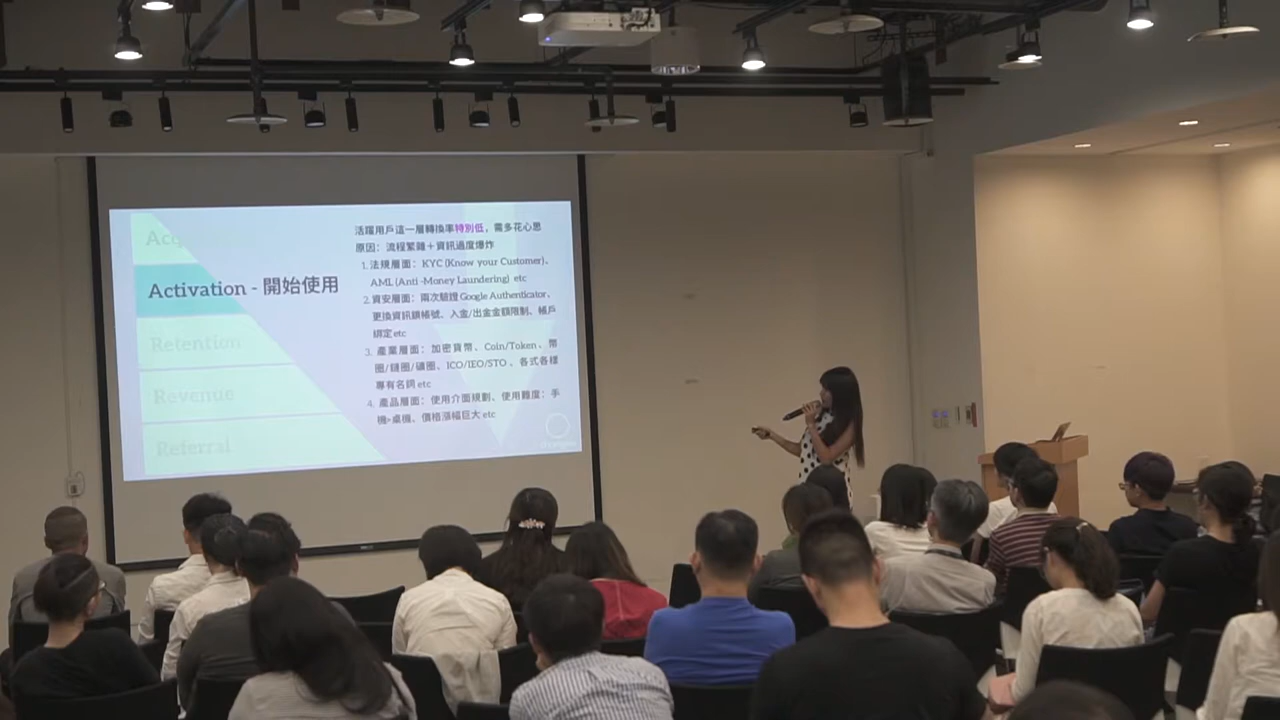 Activation - 開始使用
Retention
Revenue
Referral
活躍用戶這一層轉換率特別低，需多花心思
原因：流程繁雜＋資訊過度爆炸
1. 法規層面：KYC (Know your Customer)、
AML (Anti -Money Laundering) etc
2. 資安層面：兩次驗證 Google Authenticator、
更換資訊鎖帳號、入金/出金金額限制、帳戶
綁定 etc
3. 產業層面：加密貨幣、Coin/Token、幣
圈/鏈圈/礦圈、ICO/IEO/STO 、各式各樣
專有名詞 etc
4. 產品層面：使用介面規劃、使用難度：手
機>桌機、價格漲幅巨大 etc